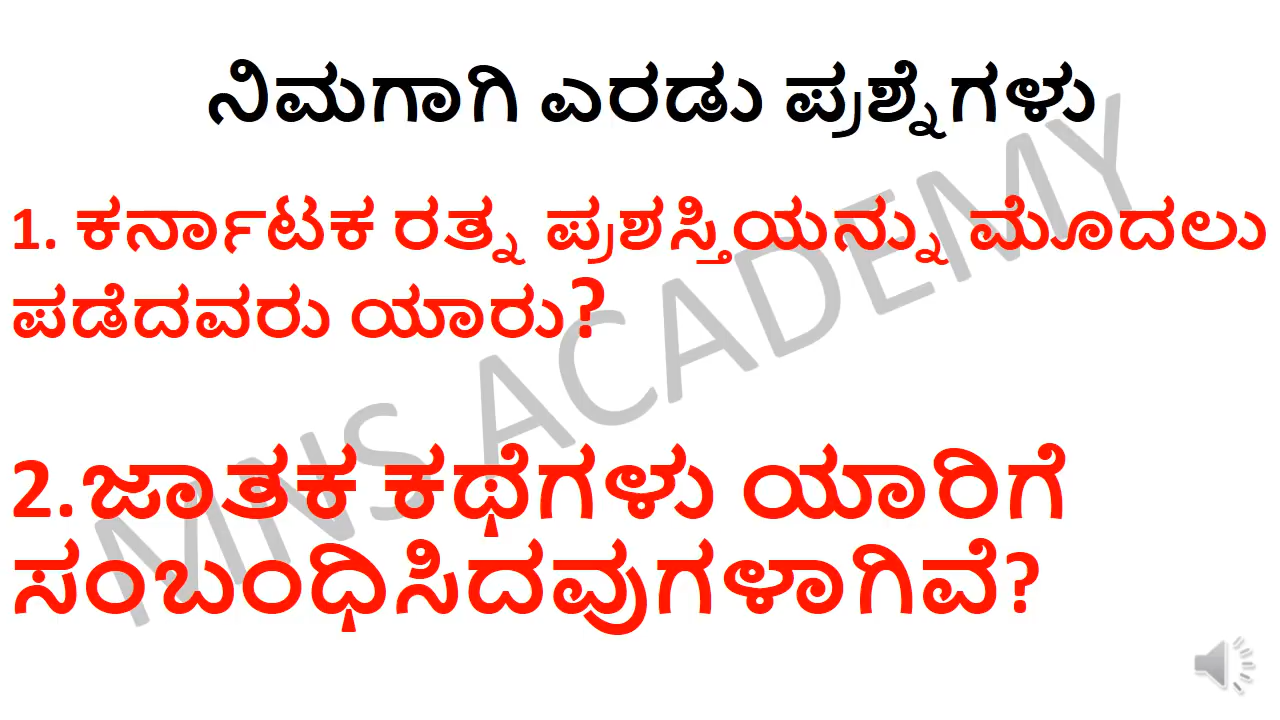 ನಿಮಗಾಗಿ ಎರಡು ಪ್ರಶ್ನೆಗಳು
1. ಕರ್ನಾಟಕ ರತ್ನ ಪ್ರಶಸ್ತಿಯನ್ನು ಮೊದಲು
ಪಡೆದವರು ಯಾರು?
MNS ACADEMY
2.ಜಾತಕ ಕಥೆಗಳು ಯಾರಿಗೆ
ಸಂಬಂಧಿಸಿದವುಗಳಾಗಿವೆ?